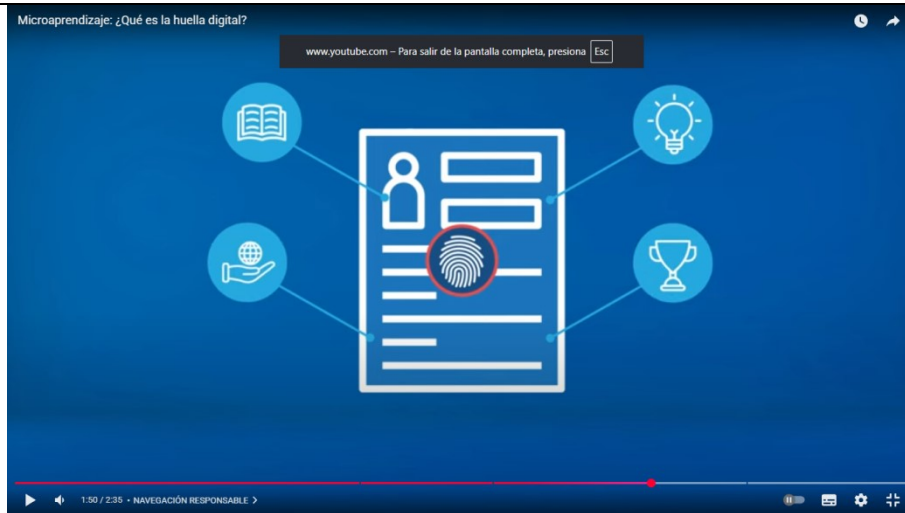 Microaprendizaje: ¿Qué es la huella digital?
www.youtube.com – Para salir de la pantalla completa, presiona Esc
1:50 / 2:35 • NAVEGACIÓN RESPONSABLE >